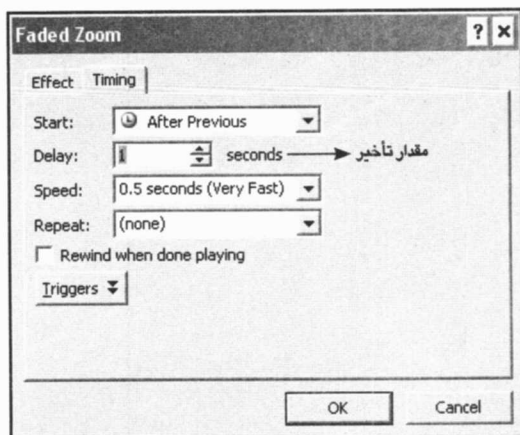 Faded Zoom
Effect Timing
Start: After Previous
Delay: 1 seconds مقدار تأخير
Speed: 0.5 seconds (Very Fast)
Repeat: (none)
Rewind when done playing
Triggers
OK Cancel